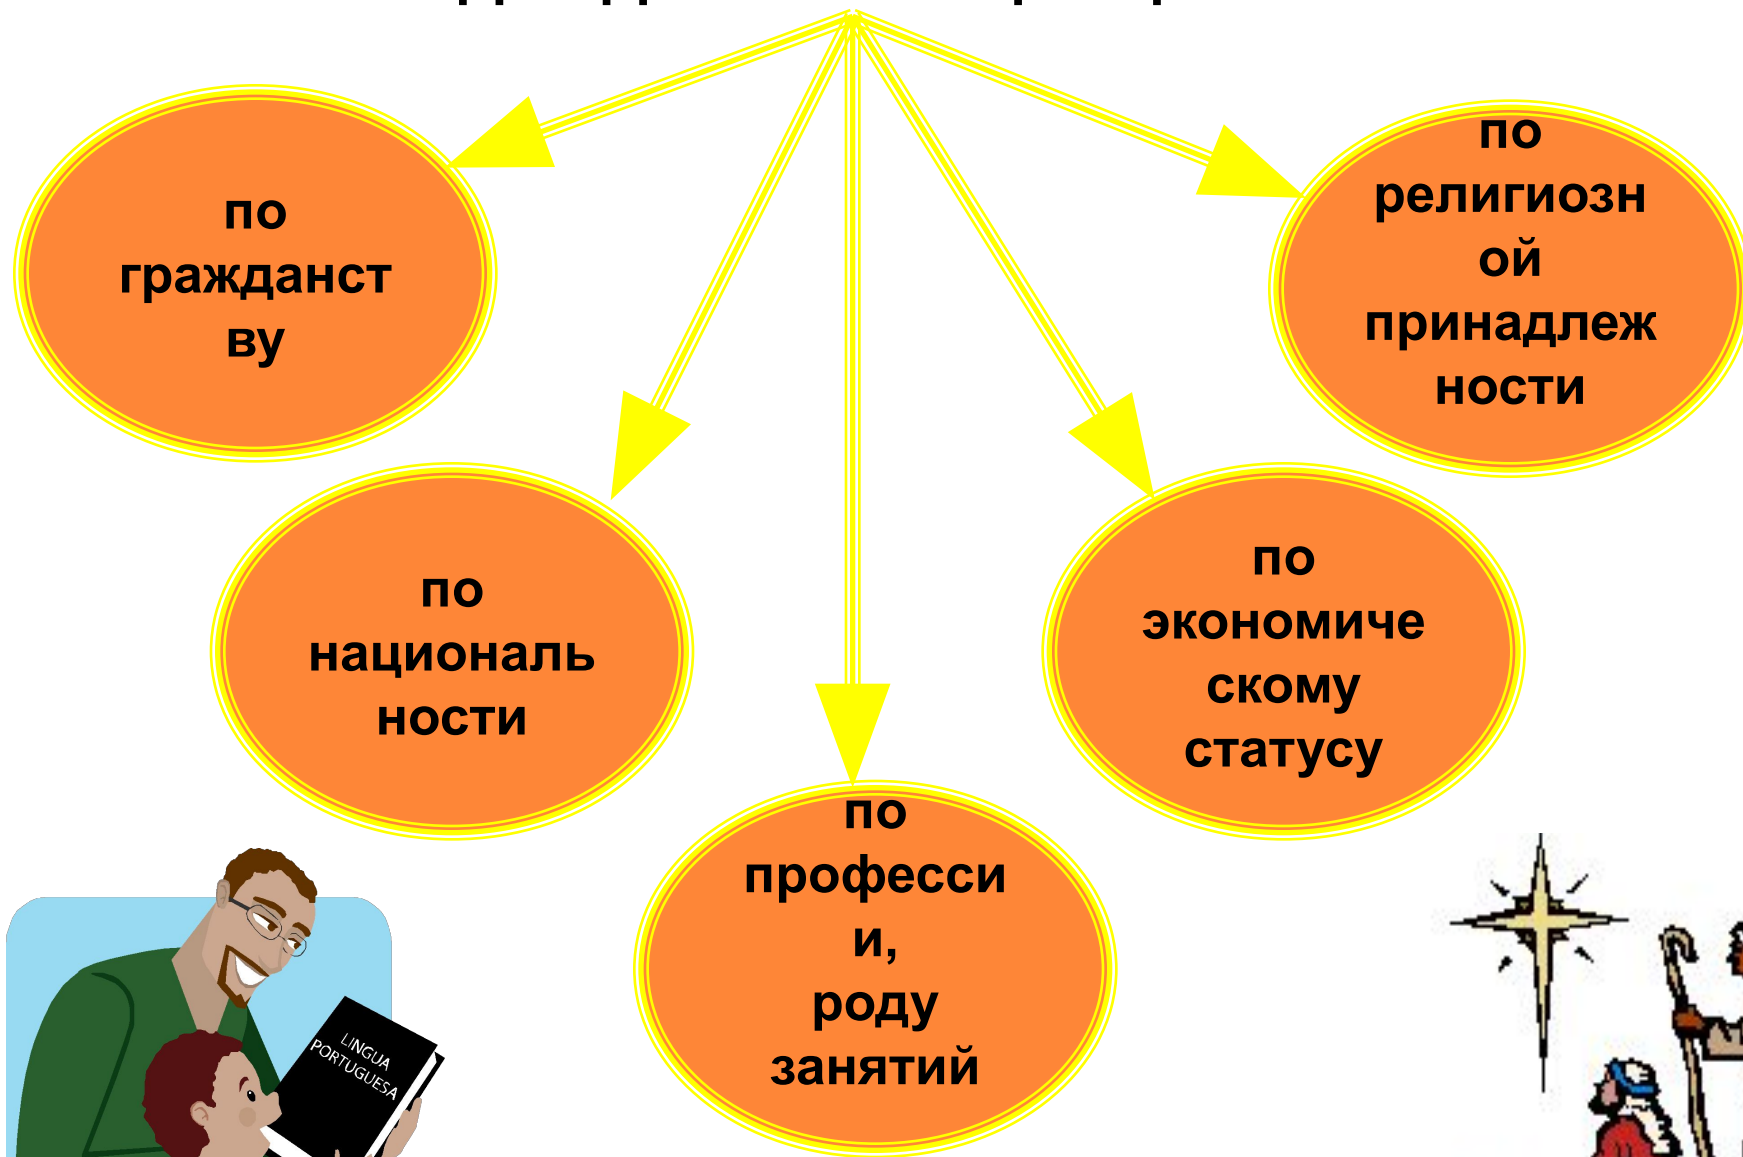 по
гражданст
ву
по
религиозн
ой
принадлеж
ности
по
националь
ности
по
экономиче
скому
статусу
по
професси
и,
роду
занятий
LINGUA
PORTUGUESA